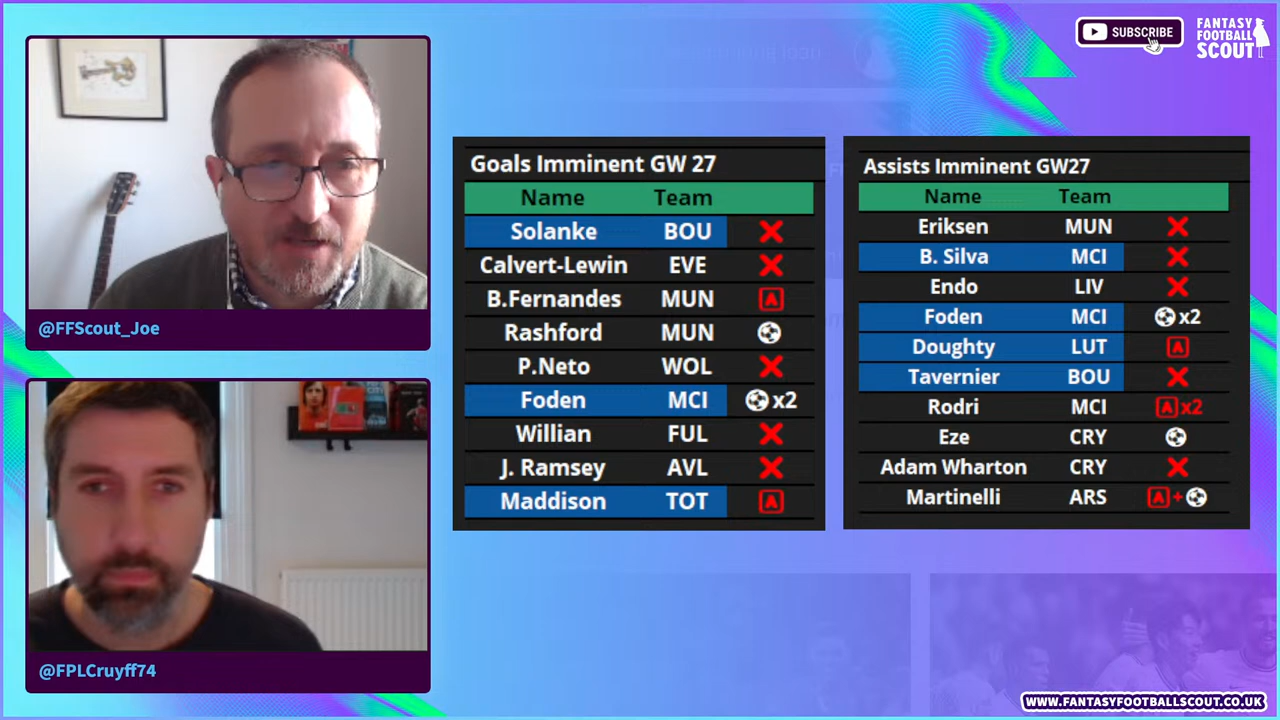 SUBSCRIBE
FANTASY
FOOTBALL
SCOUT
@FFScout_Joe
@FPLCruyff74
Goals Imminent GW 27
Name Team
Solanke BOU
Calvert-Lewin EVE
B.Fernandes MUN A
Rashford MUN
P.Neto WOL
Foden MCI x2
Willian FUL
J. Ramsey AVL
Maddison TOT A
Assists Imminent GW27
Name Team
Eriksen MUN
B. Silva MCI
Endo LIV
Foden MCI x2
Doughty LUT A
Tavernier BOU
Rodri MCI A x2
Eze CRY
Adam Wharton CRY
Martinelli ARS A +
WWW.FANTASYFOOTBALLSCOUT.CO.UK